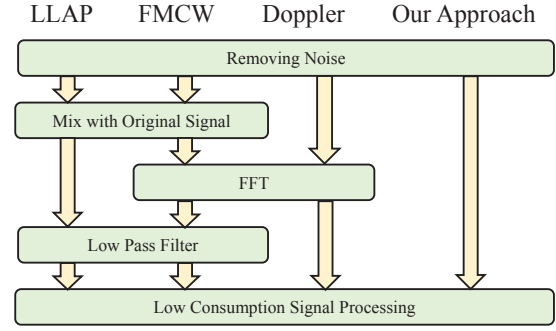 LLAP FMCW Doppler Our Approach
Removing Noise
Mix with Original Signal
FFT
Low Pass Filter
Low Consumption Signal Processing